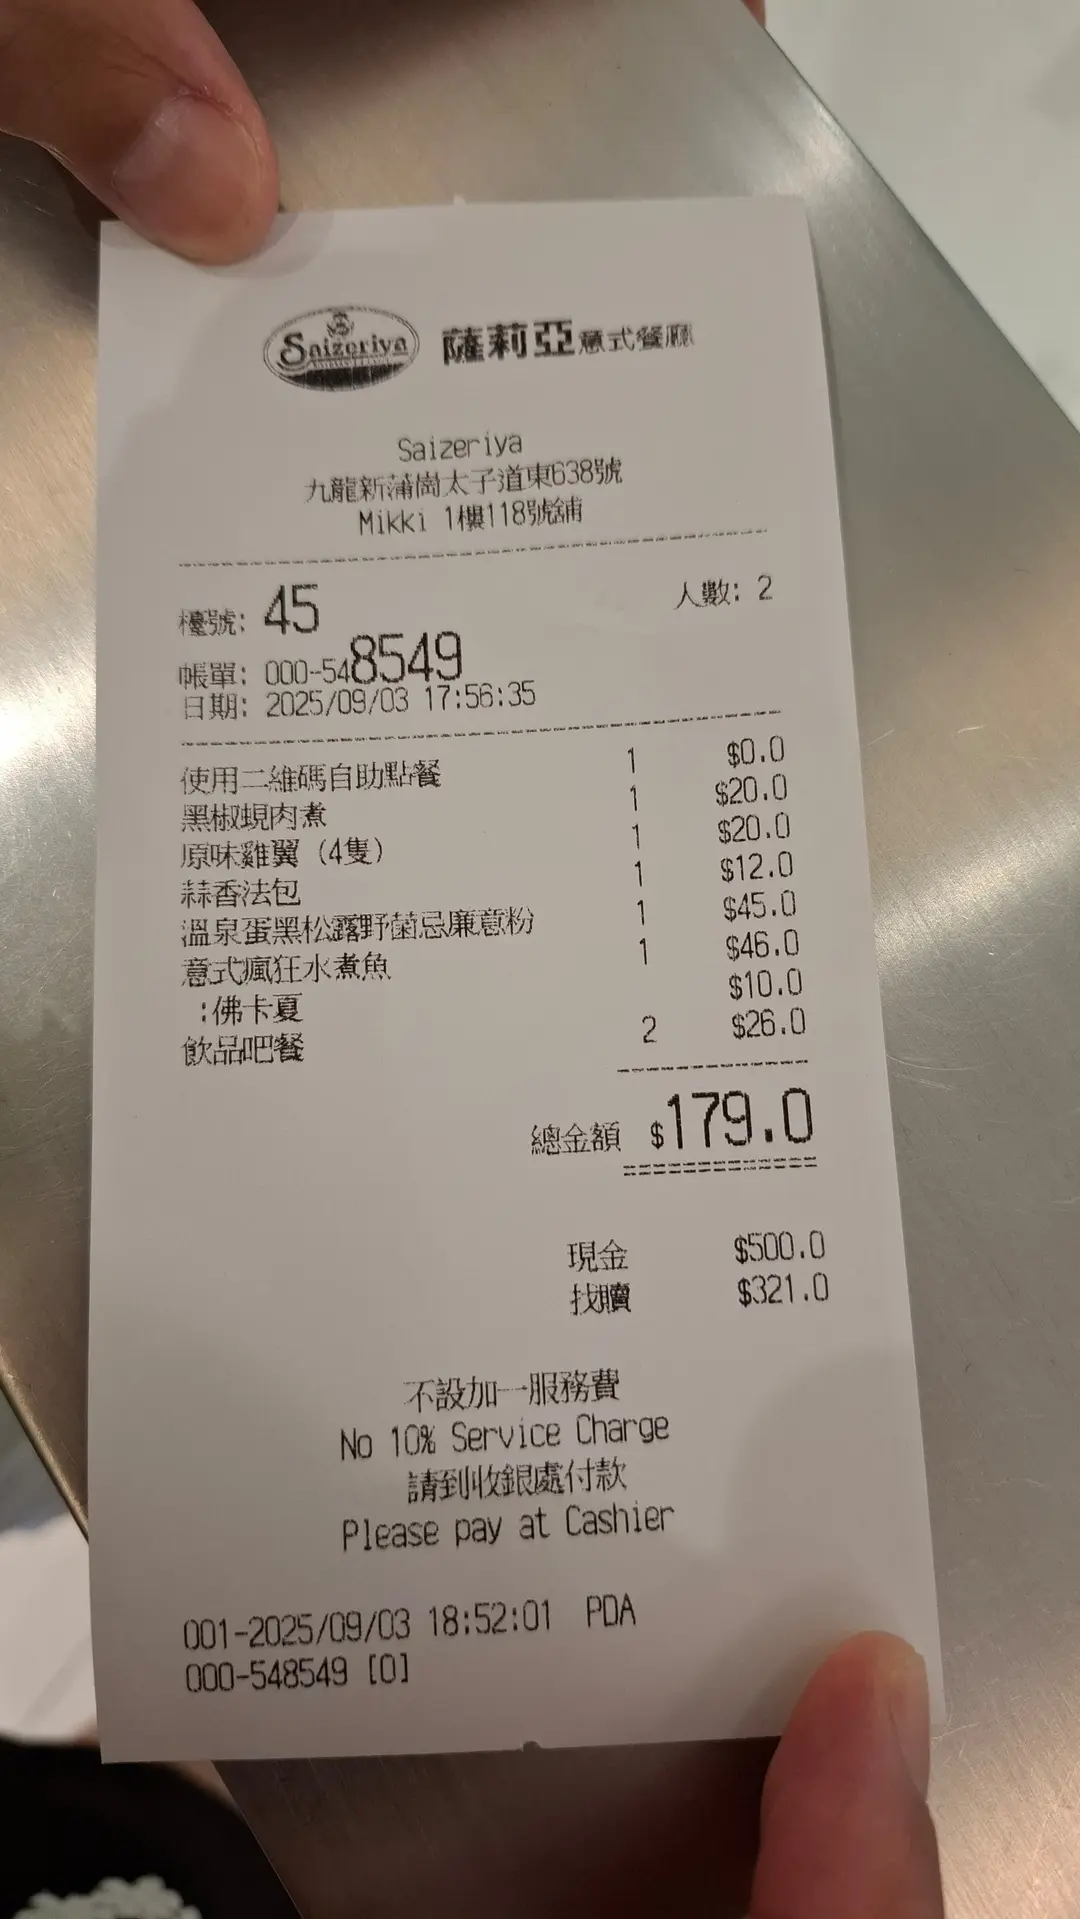 Saizeriya 薩莉亞意式餐廳
Saizeriya
九龍新蒲崗太子道東638號
Mikki 1樓118號舖
檯號: 45 人數: 2
帳單: 000-548549
日期: 2025/09/03 17:56:35
使用二維碼自助點餐 1 $0.0
黑椒蜆肉煮 1 $20.0
原味雞翼 (4隻) 1 $20.0
蒜香法包 1 $12.0
溫泉蛋黑松露野菌忌廉意粉 1 $45.0
意式瘋狂水煮魚 1 $46.0
:佛卡夏 $10.0
飲品吧餐 2 $26.0
總金額 $179.0
現金 $500.0
找贖 $321.0
不設加一服務費
No 10% Service Charge
請到收銀處付款
Please pay at Cashier
001-2025/09/03 18:52:01 PDA
000-548549 [0]